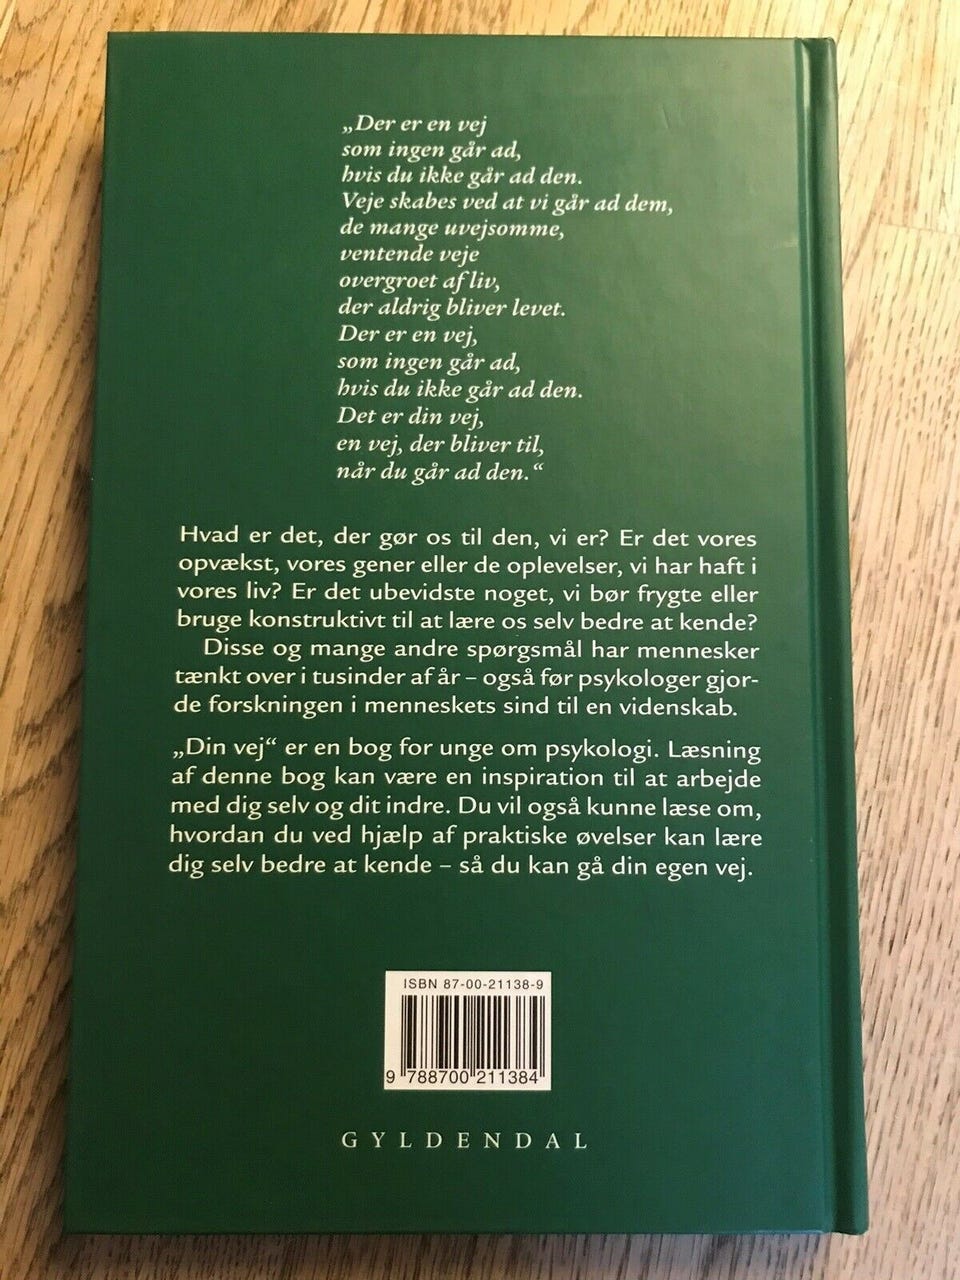 „Der er en vej
som ingen går ad,
hvis du ikke går ad den.
Veje skabes ved at vi går ad dem,
de mange uvejsomme,
ventende veje
overgroet af liv,
der aldrig bliver levet.
Der er en vej,
som ingen går ad,
hvis du ikke går ad den.
Det er din vej,
en vej, der bliver til,
når du går ad den.“
Hvad er det, der gør os til den, vi er? Er det vores
opvækst, vores gener eller de oplevelser, vi har haft i
vores liv? Er det ubevidste noget, vi bør frygte eller
bruge konstruktivt til at lære os selv bedre at kende?
Disse og mange andre spørgsmål har mennesker
tænkt over i tusinder af år – også før psykologer gjor-
de forskningen i menneskets sind til en videnskab.
„Din vej“ er en bog for unge om psykologi. Læsning
af denne bog kan være en inspiration til at arbejde
med dig selv og dit indre. Du vil også kunne læse om,
hvordan du ved hjælp af praktiske øvelser kan lære
dig selv bedre at kende – så du kan gå din egen vej.
ISBN 87-00-21138-9
9 788700 211384
GYLDENDAL